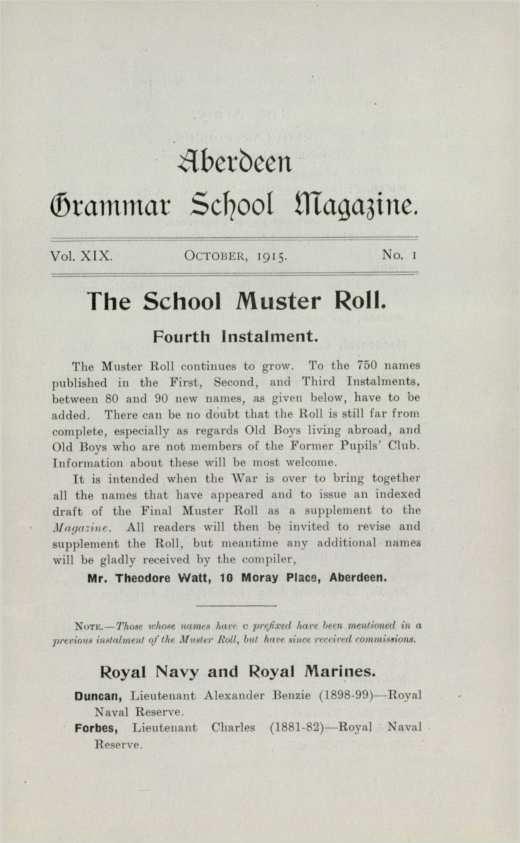 Aberdeen
Grammar School Magazine.
Vol. XIX. October, 1915. No. 1
The School Muster Roll.
Fourth Instalment.
The Muster Roll continues to grow. To the 750 names
published in the First, Second, and Third Instalments,
between 80 and 90 new names, as given below, have to be
added. There can be no doubt that the Roll is still far from
complete, especially as regards Old Boys living abroad, and
Old Boys who are not members of the Former Pupils' Club.
Information about these will be most welcome.
It is intended when the War is over to bring together
all the names that have appeared and to issue an indexed
draft of the Final Muster Roll as a supplement to the
Magazine. All readers will then be invited to revise and
supplement the Roll, but meantime any additional names
will be gladly received by the compiler,
Mr. Theodore Watt, 10 Moray Place, Aberdeen.
Note.—Those whose names have c prefixed have been mentioned in a
previous instalment of the Muster Roll, but have since received commissions.
Royal Navy and Royal Marines.
Duncan, Lieutenant Alexander Benzie (1898-99)—Royal
Naval Reserve.
Forbes, Lieutenant Charles (1881-82)—Royal Naval
Reserve.